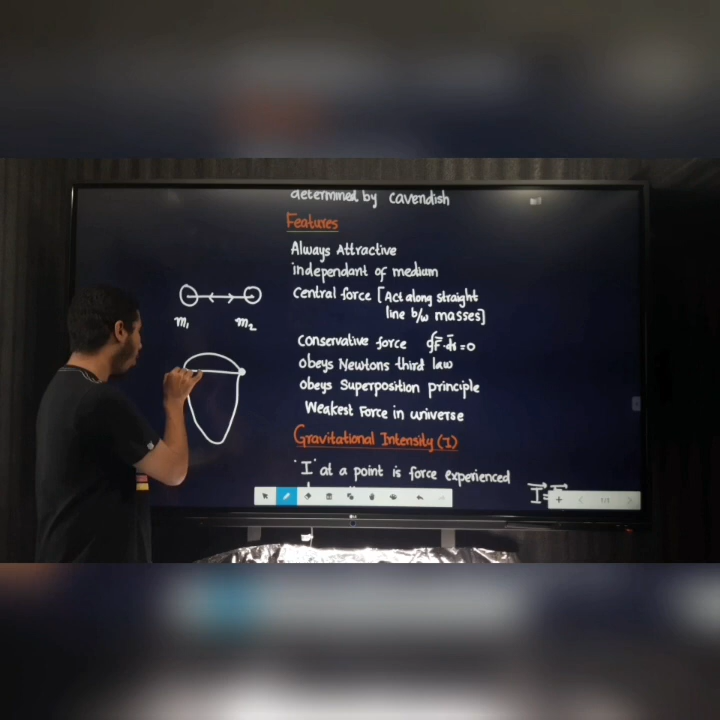 determined by Cavendish
Features
Always Attractive
independant of medium
Central force [Act along straight
line b/w masses]
m₁ m₂
Conservative force ∮F̅·d̅s=0
obeys Newtons third law
obeys Superposition principle
Weakest Force in universe
Gravitational Intensity (I)
'I' at a point is force experienced
LG